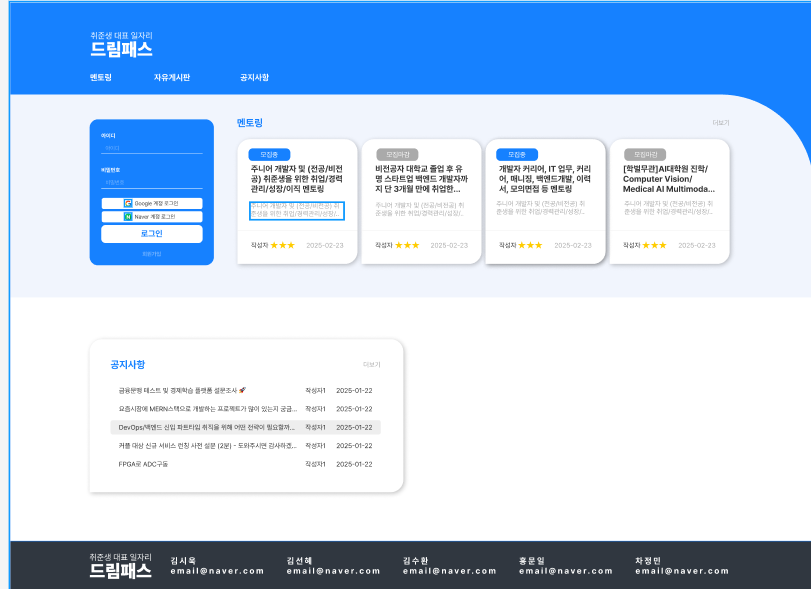 취준생 대표 일자리
드림패스
멘토링 자유게시판 공지사항
아이디
아이디
비밀번호
비밀번호
Google 계정 로그인
Naver 계정 로그인
로그인
회원가입
멘토링 더보기
모집중
주니어 개발자 및 (전공/비전
공) 취준생을 위한 취업/경력
관리/성장/이직 멘토링
주니어 개발자 및 (전공/비전공) 취
준생을 위한 취업/경력관리/성장/..
작성자 ★★★ 2025-02-23
모집마감
비전공자 대학교 졸업 후 유
명 스타트업 백엔드 개발자까
지 단 3개월 만에 취업한...
주니어 개발자 및 (전공/비전공) 취
준생을 위한 취업/경력관리/성장/..
작성자 ★★★ 2025-02-23
모집중
개발자 커리어, IT 업무, 커리
어, 매니징, 백엔드개발, 이력
서, 모의면접 등 멘토링
주니어 개발자 및 (전공/비전공) 취
준생을 위한 취업/경력관리/성장/..
작성자 ★★★ 2025-02-23
모집마감
[학벌무관]AI대학원 진학/
Computer Vision/
Medical AI Multimoda...
주니어 개발자 및 (전공/비전공) 취
준생을 위한 취업/경력관리/성장/..
작성자 ★★★ 2025-02-23
공지사항 더보기
금융문맹 테스트 및 경제학습 플랫폼 설문조사 🚀 작성자1 2025-01-22
요즘시장에 MERN스택으로 개발하는 프로젝트가 많이 있는지 궁금... 작성자1 2025-01-22
DevOps/백엔드 신입 파트타임 취직을 위해 어떤 전략이 필요할까... 작성자1 2025-01-22
커플 대상 신규 서비스 런칭 사전 설문 (2문) - 도와주시면 감사하겠... 작성자1 2025-01-22
FPGA로 ADC구동 작성자1 2025-01-22
취준생 대표 일자리
드림패스
김시욱
email@naver.com
김선혜
email@naver.com
김수환
email@naver.com
홍문일
email@naver.com
차정민
email@naver.com